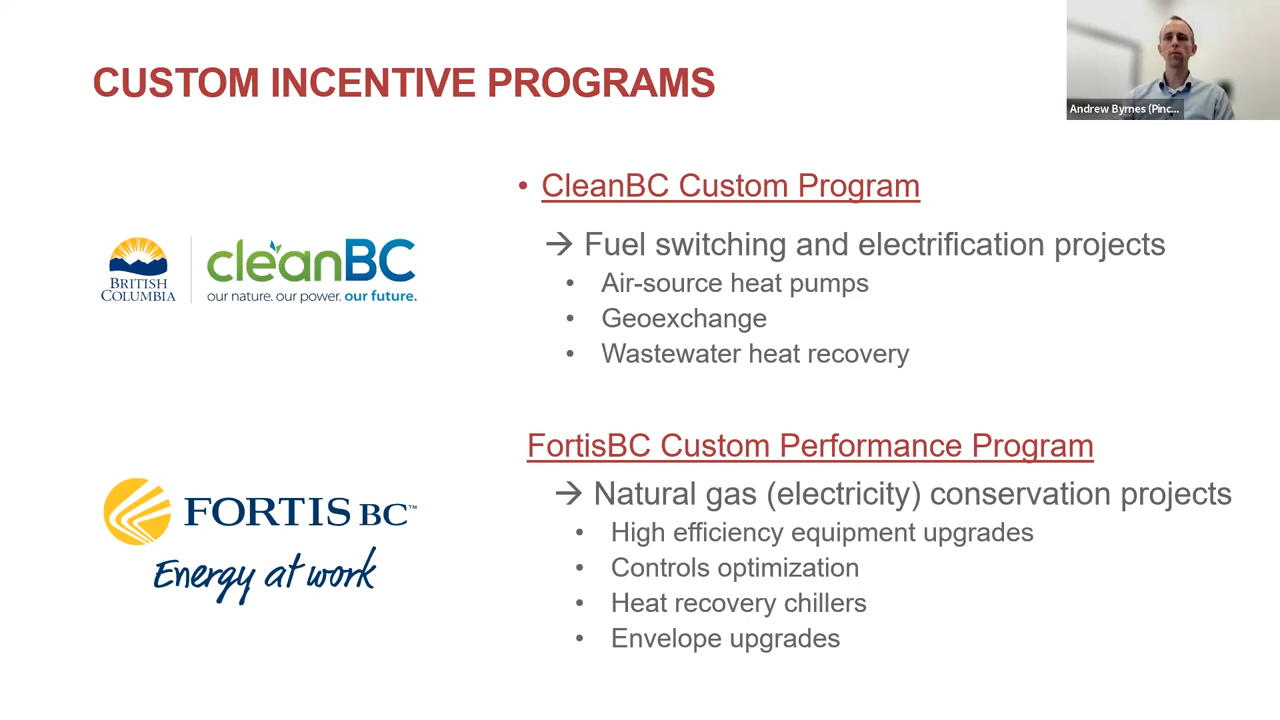 CUSTOM INCENTIVE PROGRAMS
Andrew Byrnes (Pinc...
• CleanBC Custom Program
→ Fuel switching and electrification projects
• Air-source heat pumps
• Geoexchange
• Wastewater heat recovery
BRITISH
COLUMBIA
cleanBC
our nature. our power. our future.
FortisBC Custom Performance Program
→ Natural gas (electricity) conservation projects
• High efficiency equipment upgrades
• Controls optimization
• Heat recovery chillers
• Envelope upgrades
FORTIS BC™
Energy at work